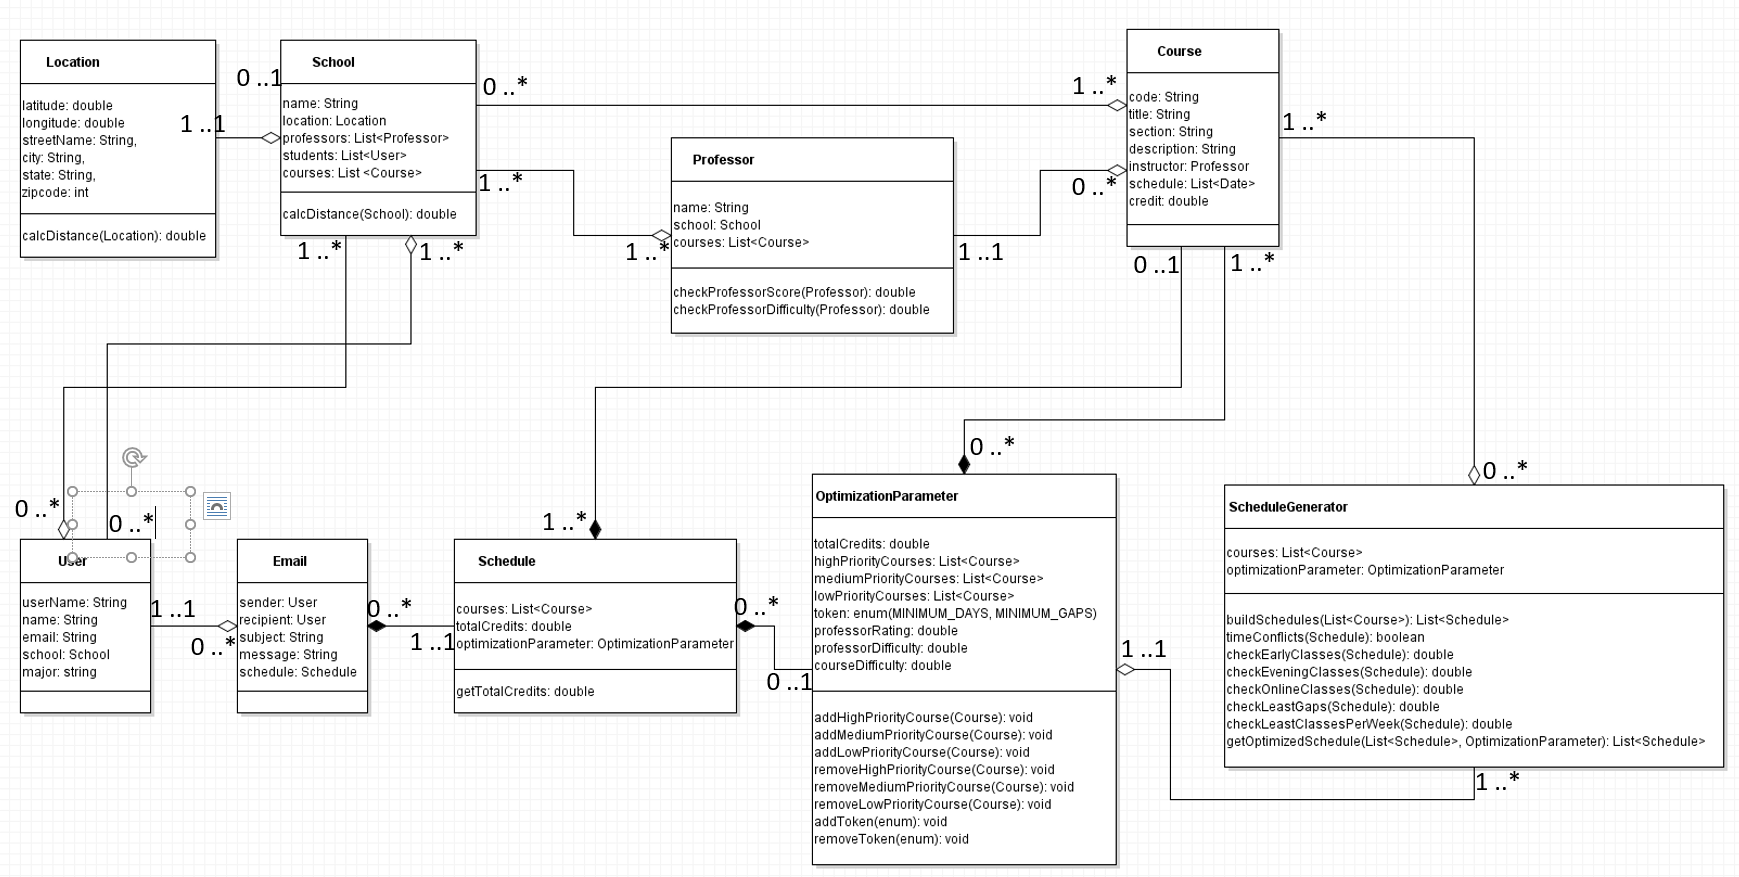 Location
latitude: double
longitude: double
streetName: String,
city: String,
state: String,
zipcode: int
calcDistance(Location): double
1 ..1
0 ..1
School
name: String
location: Location
professors: List<Professor>
students: List<User>
courses: List <Course>
calcDistance(School): double
0 ..*
1 ..*
1 ..*
1 ..*
1 ..*
Professor
name: String
school: School
courses: List<Course>
checkProfessorScore(Professor): double
checkProfessorDifficulty(Professor): double
1 ..1
1 ..*
0 ..*
Course
code: String
title: String
section: String
description: String
instructor: Professor
schedule: List<Date>
credit: double
1 ..*
0 ..1
1 ..*
0 ..*
0 ..*
User
userName: String
name: String
email: String
school: School
major: string
1 ..1
0 ..*
Email
sender: User
recipient: User
subject: String
message: String
schedule: Schedule
0 ..*
1 ..1
1 ..*
Schedule
courses: List<Course>
totalCredits: double
optimizationParameter: OptimizationParameter
getTotalCredits: double
0 ..*
0 ..1
0 ..*
OptimizationParameter
totalCredits: double
highPriorityCourses: List<Course>
mediumPriorityCourses: List<Course>
lowPriorityCourses: List<Course>
token: enum(MINIMUM_DAYS, MINIMUM_GAPS)
professorRating: double
professorDifficulty: double
courseDifficulty: double
addHighPriorityCourse(Course): void
addMediumPriorityCourse(Course): void
addLowPriorityCourse(Course): void
removeHighPriorityCourse(Course): void
removeMediumPriorityCourse(Course): void
removeLowPriorityCourse(Course): void
addToken(enum): void
removeToken(enum): void
1 ..1
0 ..*
ScheduleGenerator
courses: List<Course>
optimizationParameter: OptimizationParameter
buildSchedules(List<Course>): List<Schedule>
timeConflicts(Schedule): boolean
checkEarlyClasses(Schedule): double
checkEveningClasses(Schedule): double
checkOnlineClasses(Schedule): double
checkLeastGaps(Schedule): double
checkLeastClassesPerWeek(Schedule): double
getOptimizedSchedule(List<Schedule>, OptimizationParameter): List<Schedule>
1 ..*